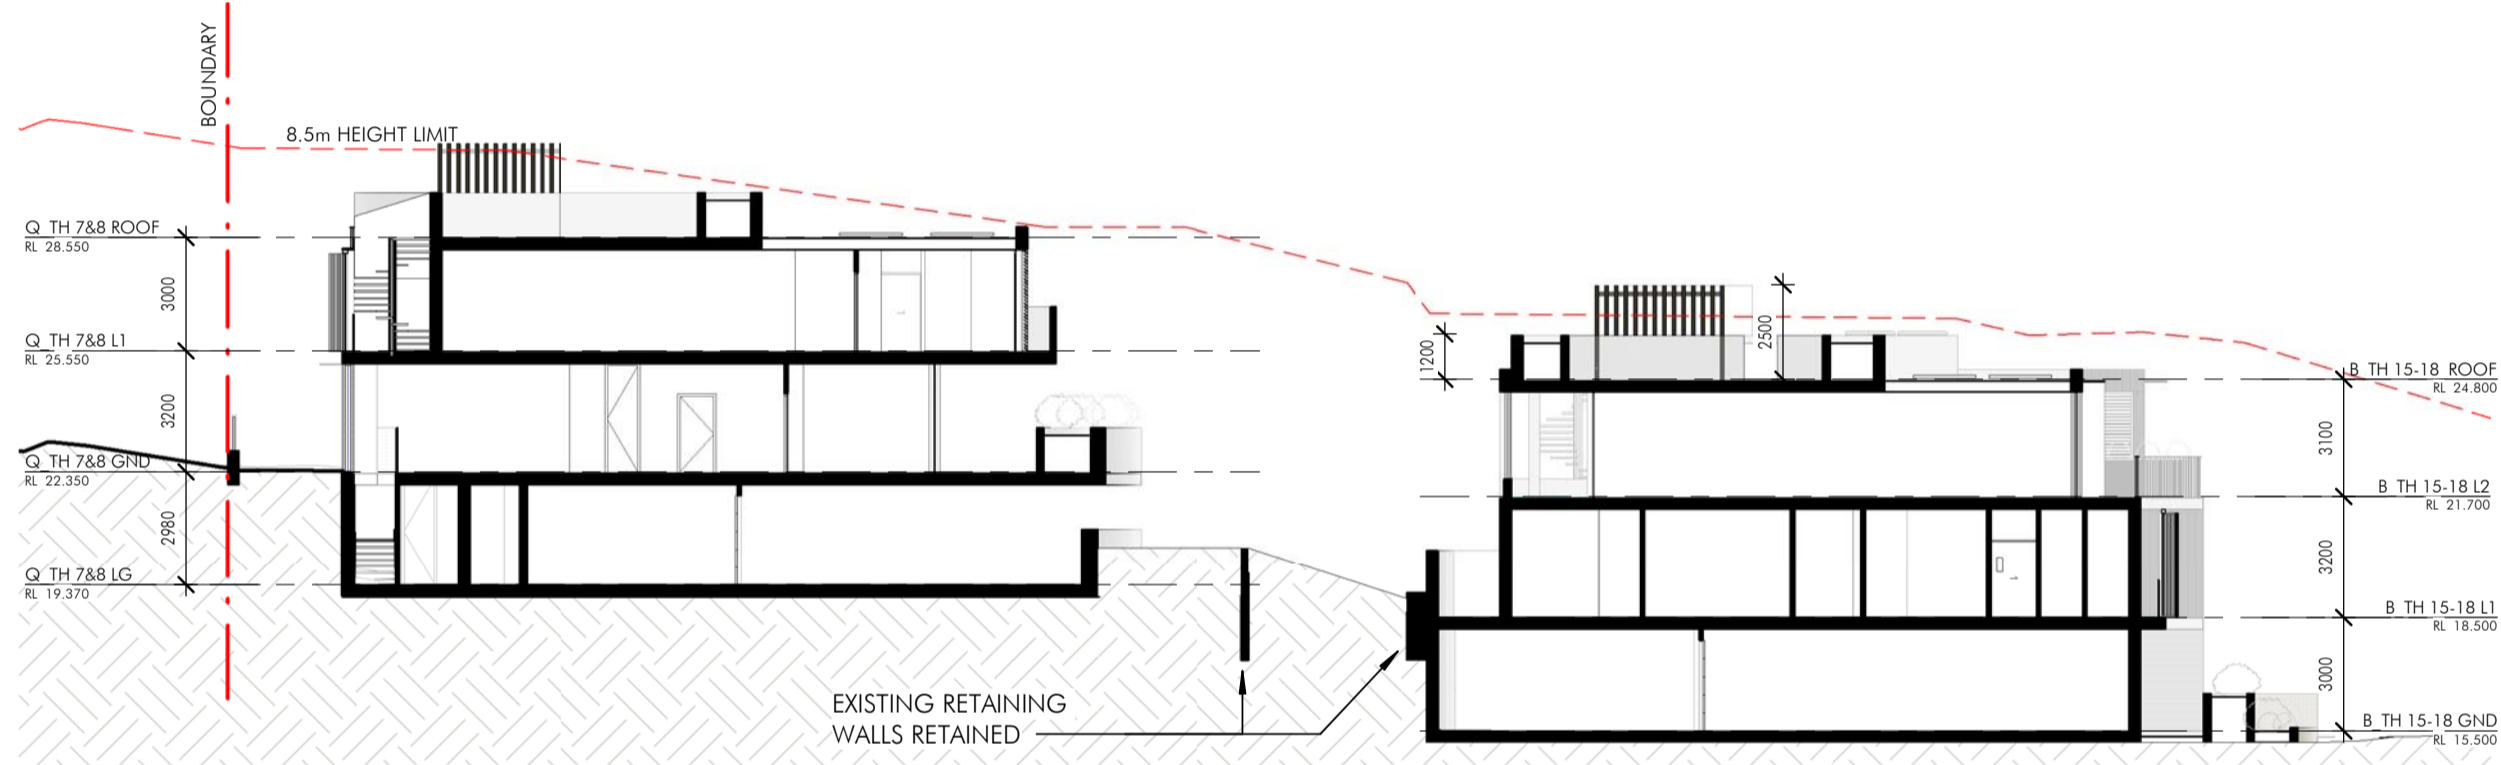 BOUNDARY
8.5m HEIGHT LIMIT
Q TH 7&8 ROOF
RL 28.550
3000
Q TH 7&8 L1
RL 25.550
3200
Q TH 7&8 GND
RL 22.350
2980
Q TH 7&8 LG
RL 19.370
EXISTING RETAINING
WALLS RETAINED
1200
2500
B TH 15-18 ROOF
RL 24.800
3100
B TH 15-18 L2
RL 21.700
3200
B TH 15-18 L1
RL 18.500
3000
B TH 15-18 GND
RL 15.500